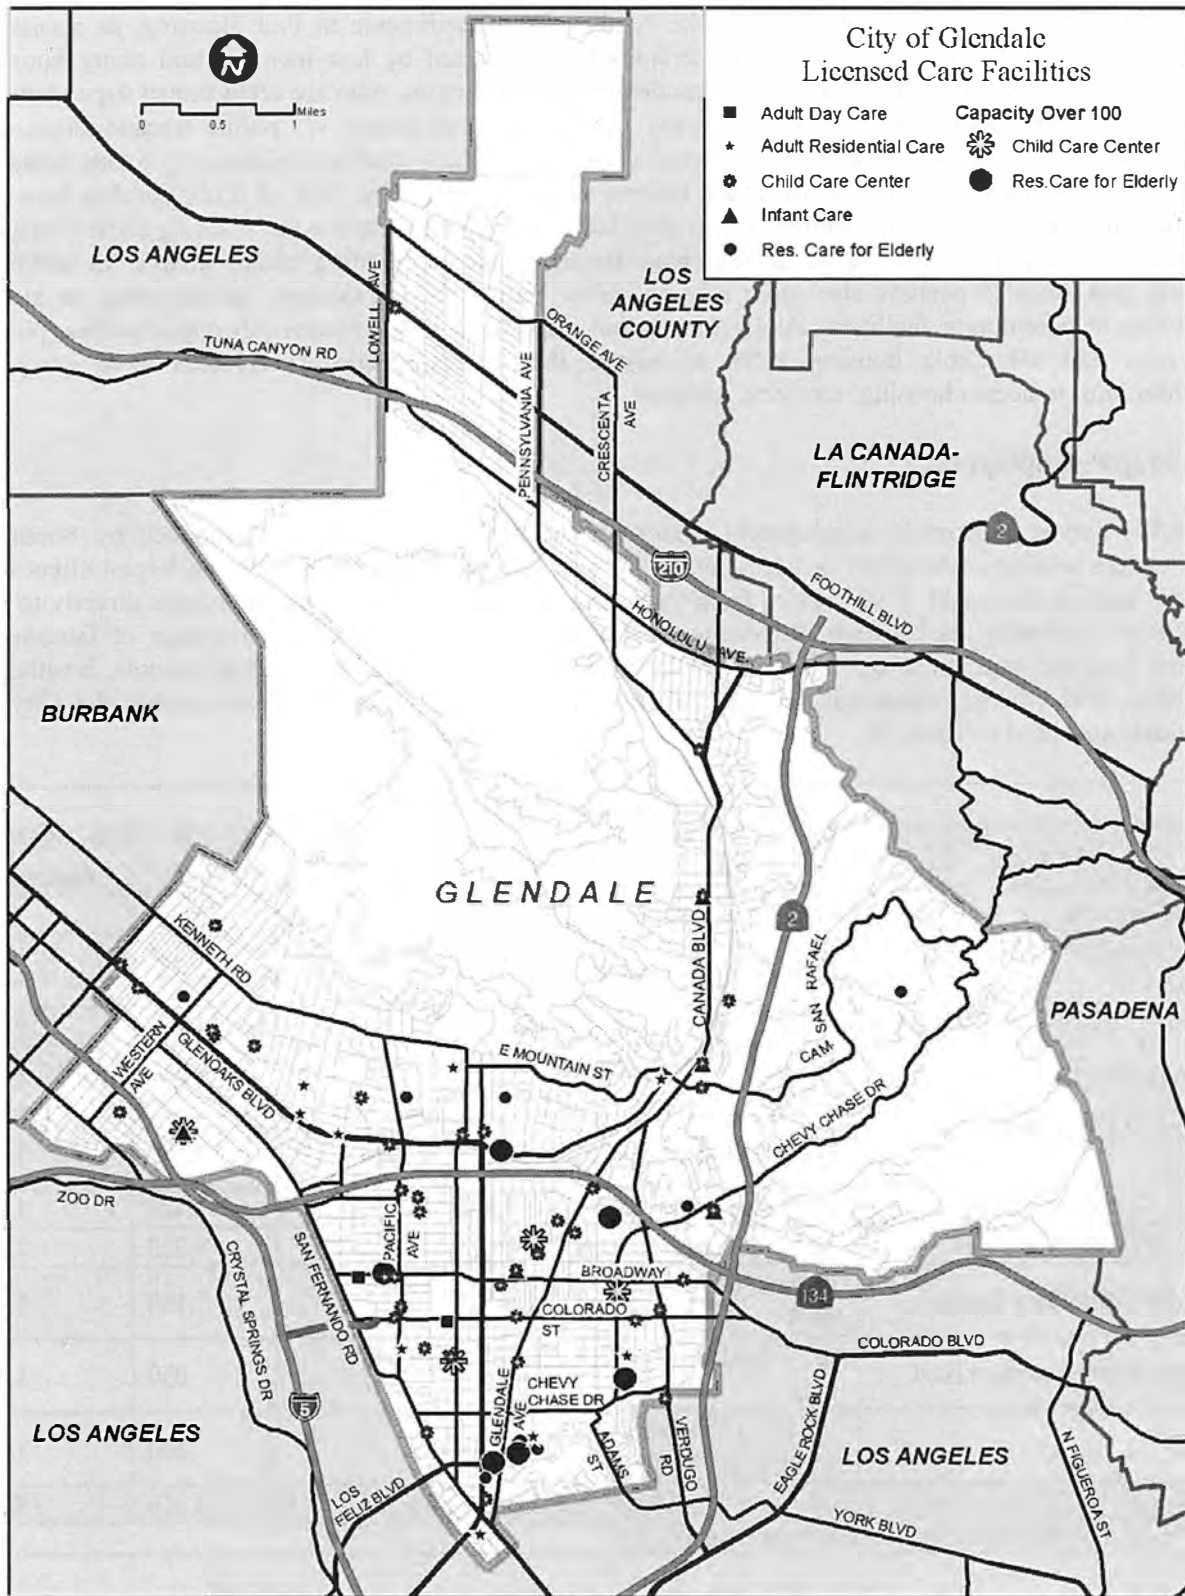 City of Glendale
Licensed Care Facilities
Adult Day Care
Capacity Over 100
Adult Residential Care
Child Care Center
Child Care Center
Res.Care for Elderly
Infant Care
Res. Care for Elderly
N
0
0.5
1
Miles
LOS ANGELES
LOS
ANGELES
COUNTY
LOWELL AVE
ORANGE AVE
TUNA CANYON RD
PENNSYLVANIA AVE
CRESCENTA
AVE
LA CANADA-
FLINTRIDGE
2
210
FOOTHILL BLVD
HONOLULU AVE
BURBANK
GLENDALE
KENNETH RD
CANADA BLVD
2
CAM. SAN RAFAEL
PASADENA
WESTERN
AVE
GLENOAKS BLVD
E MOUNTAIN ST
CHEVY CHASE DR
ZOO DR
PACIFIC
AVE
CRYSTAL SPRINGS DR
SAN FERNANDO RD
BROADWAY
134
COLORADO
ST
COLORADO BLVD
CHEVY
CHASE DR
GLENDALE
AVE
5
LOS ANGELES
ADAMS
ST
VERDUGO
RD
EAGLE ROCK BLVD
LOS ANGELES
N FIGUEROA ST
LOS
FELIZ BLVD
YORK BLVD